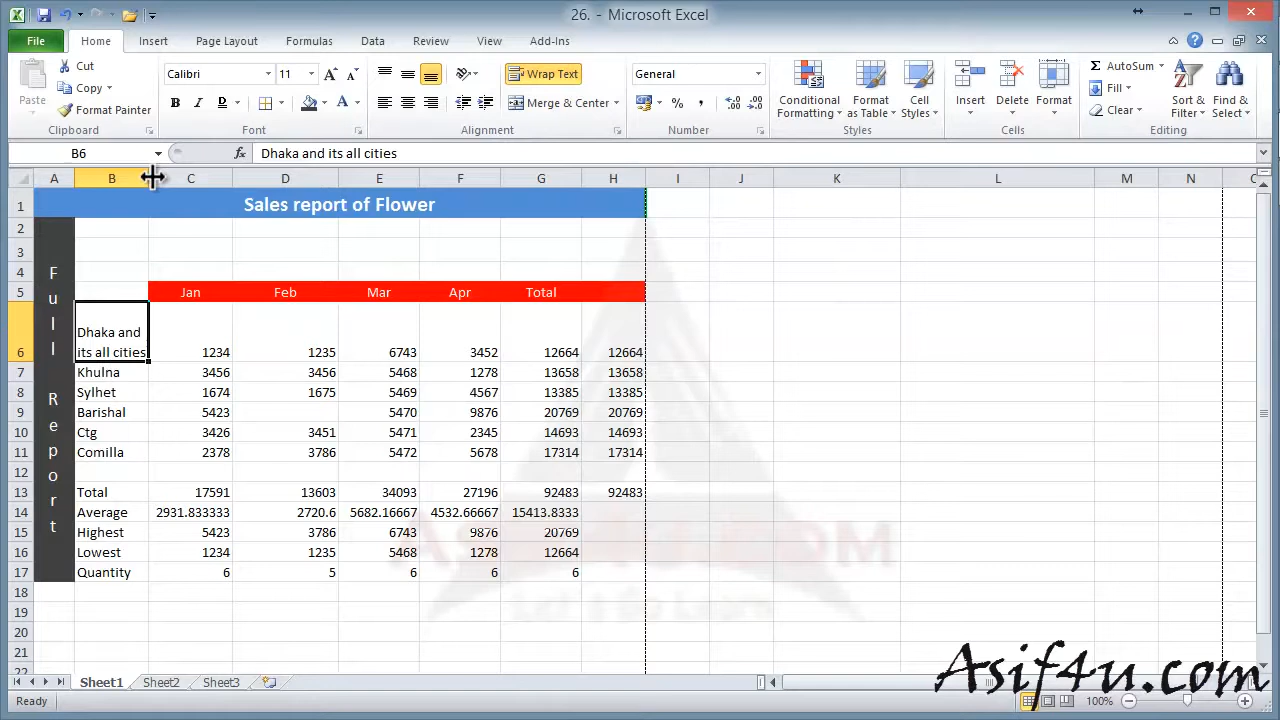 26. - Microsoft Excel
File Home Insert Page Layout Formulas Data Review View Add-Ins
Paste
Cut
Copy
Format Painter
Clipboard
Calibri 11
B I D A
Font
Wrap Text
Merge & Center
Alignment
General
% ,
Number
Conditional Formatting
Format as Table
Cell Styles
Styles
Insert Delete Format
Cells
Σ AutoSum
Fill
Clear
Sort & Filter
Find & Select
Editing
B6 fx Dhaka and its all cities
A B C D E F G H I J K L M N
1 Sales report of Flower
2
3
4
5 Jan Feb Mar Apr Total
6 Dhaka and its all cities 1234 1235 6743 3452 12664 12664
7 Khulna 3456 3456 5468 1278 13658 13658
8 Sylhet 1674 1675 5469 4567 13385 13385
9 Barishal 5423 5470 9876 20769 20769
10 Ctg 3426 3451 5471 2345 14693 14693
11 Comilla 2378 3786 5472 5678 17314 17314
12
13 Total 17591 13603 34093 27196 92483 92483
14 Average 2931.833333 2720.6 5682.16667 4532.66667 15413.8333
15 Highest 5423 3786 6743 9876 20769
16 Lowest 1234 1235 5468 1278 12664
17 Quantity 6 5 6 6 6
18
19
20
21
22
Full Report
Sheet1 Sheet2 Sheet3
Asif4u.com
Ready 100%